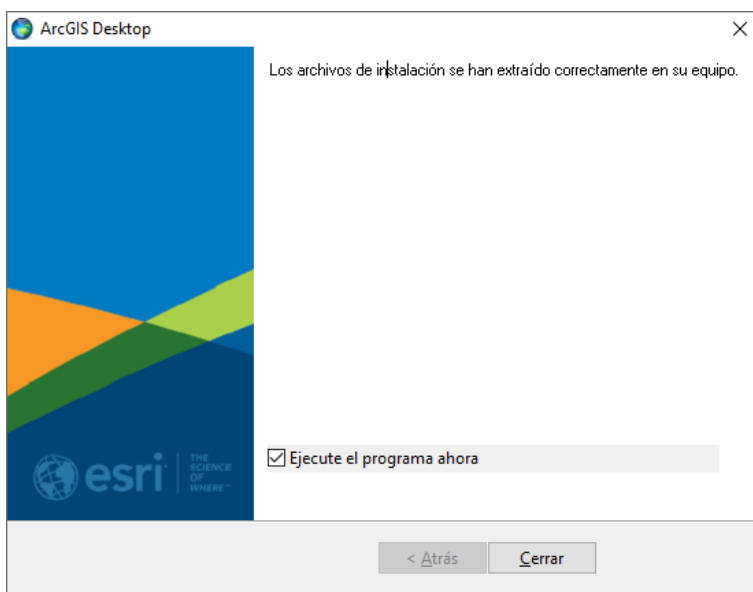 ArcGIS Desktop
Los archivos de instalación se han extraído correctamente en su equipo.
Ejecute el programa ahora
esri
THE
SCIENCE
OF
WHERE™
< Atrás
Cerrar